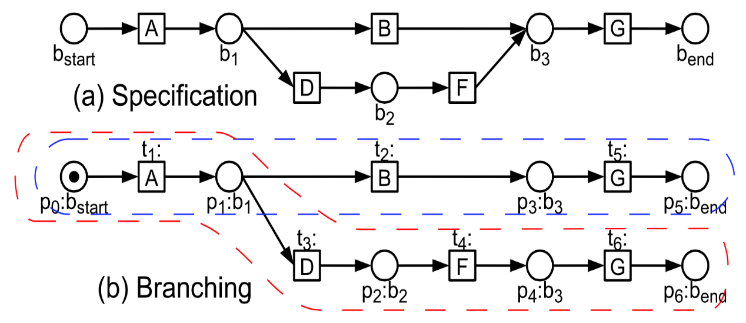 A B G
b_start b_1 b_3 b_end
D F
b_2
(a) Specification
t_1: t_2: t_5:
A B G
p_0:b_start p_1:b_1 p_3:b_3 p_5:b_end
t_3: t_4: t_6:
D F G
p_2:b_2 p_4:b_3 p_6:b_end
(b) Branching